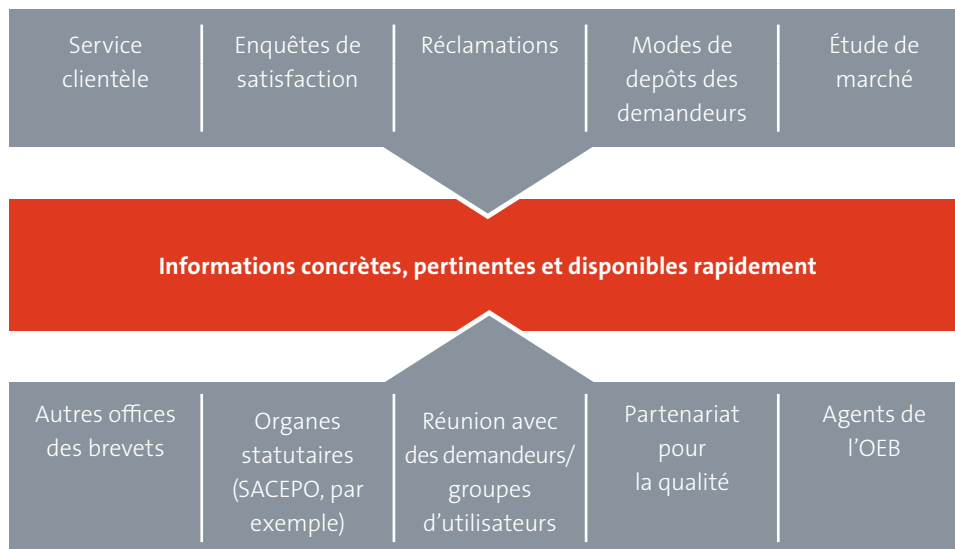 Service
clientèle
Enquêtes de
satisfaction
Réclamations
Modes de
depôts des
demandeurs
Étude de
marché
Informations concrètes, pertinentes et disponibles rapidement
Autres offices
des brevets
Organes
statutaires
(SACEPO, par
exemple)
Réunion avec
des demandeurs/
groupes
d’utilisateurs
Partenariat
pour
la qualité
Agents de
l’OEB